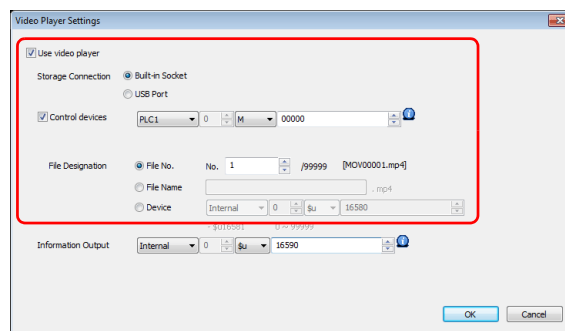 Video Player Settings
Use video player
Storage Connection Built-in Socket
USB Port
Control devices PLC1 0 M 00000
File Designation File No. No. 1 /99999 [MOV00001.mp4]
File Name .mp4
Device Internal 0 $u 16580
- $u16581 0 ~ 99999
Information Output Internal 0 $u 16590
OK Cancel